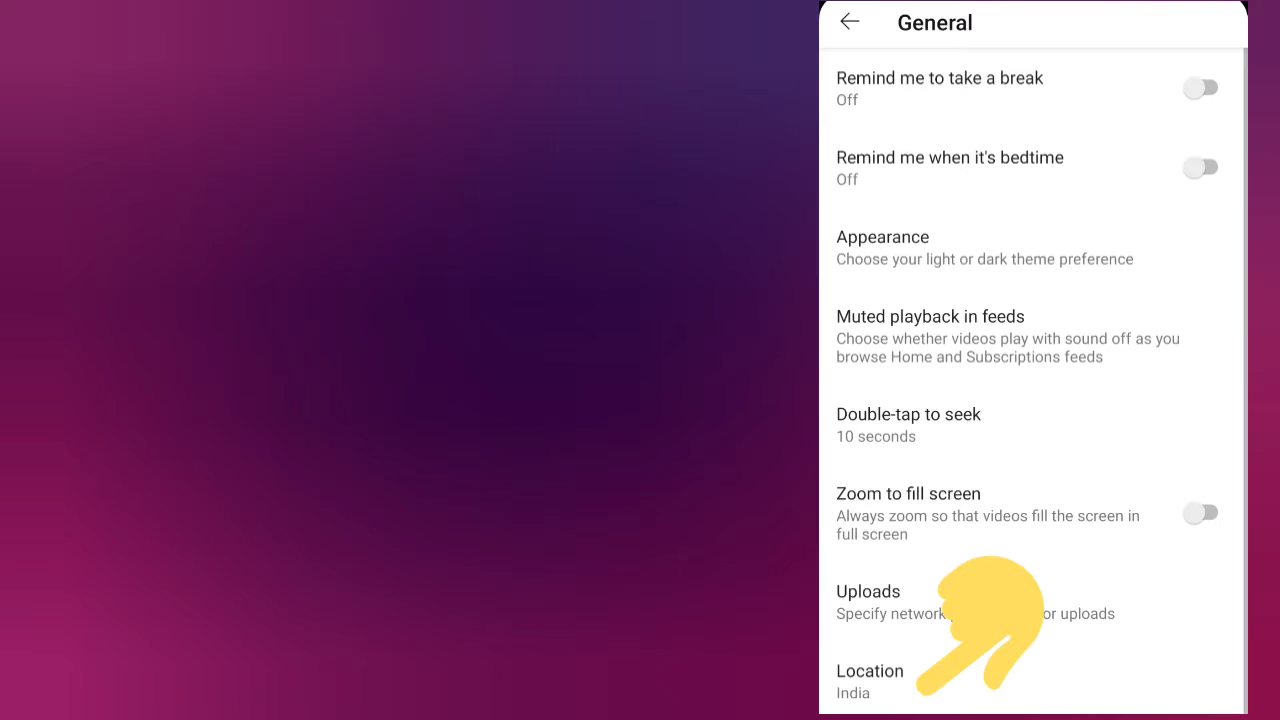 General
Remind me to take a break
Off
Remind me when it's bedtime
Off
Appearance
Choose your light or dark theme preference
Muted playback in feeds
Choose whether videos play with sound off as you
browse Home and Subscriptions feeds
Double-tap to seek
10 seconds
Zoom to fill screen
Always zoom so that videos fill the screen in
full screen
Uploads
Specify network or uploads
Location
India